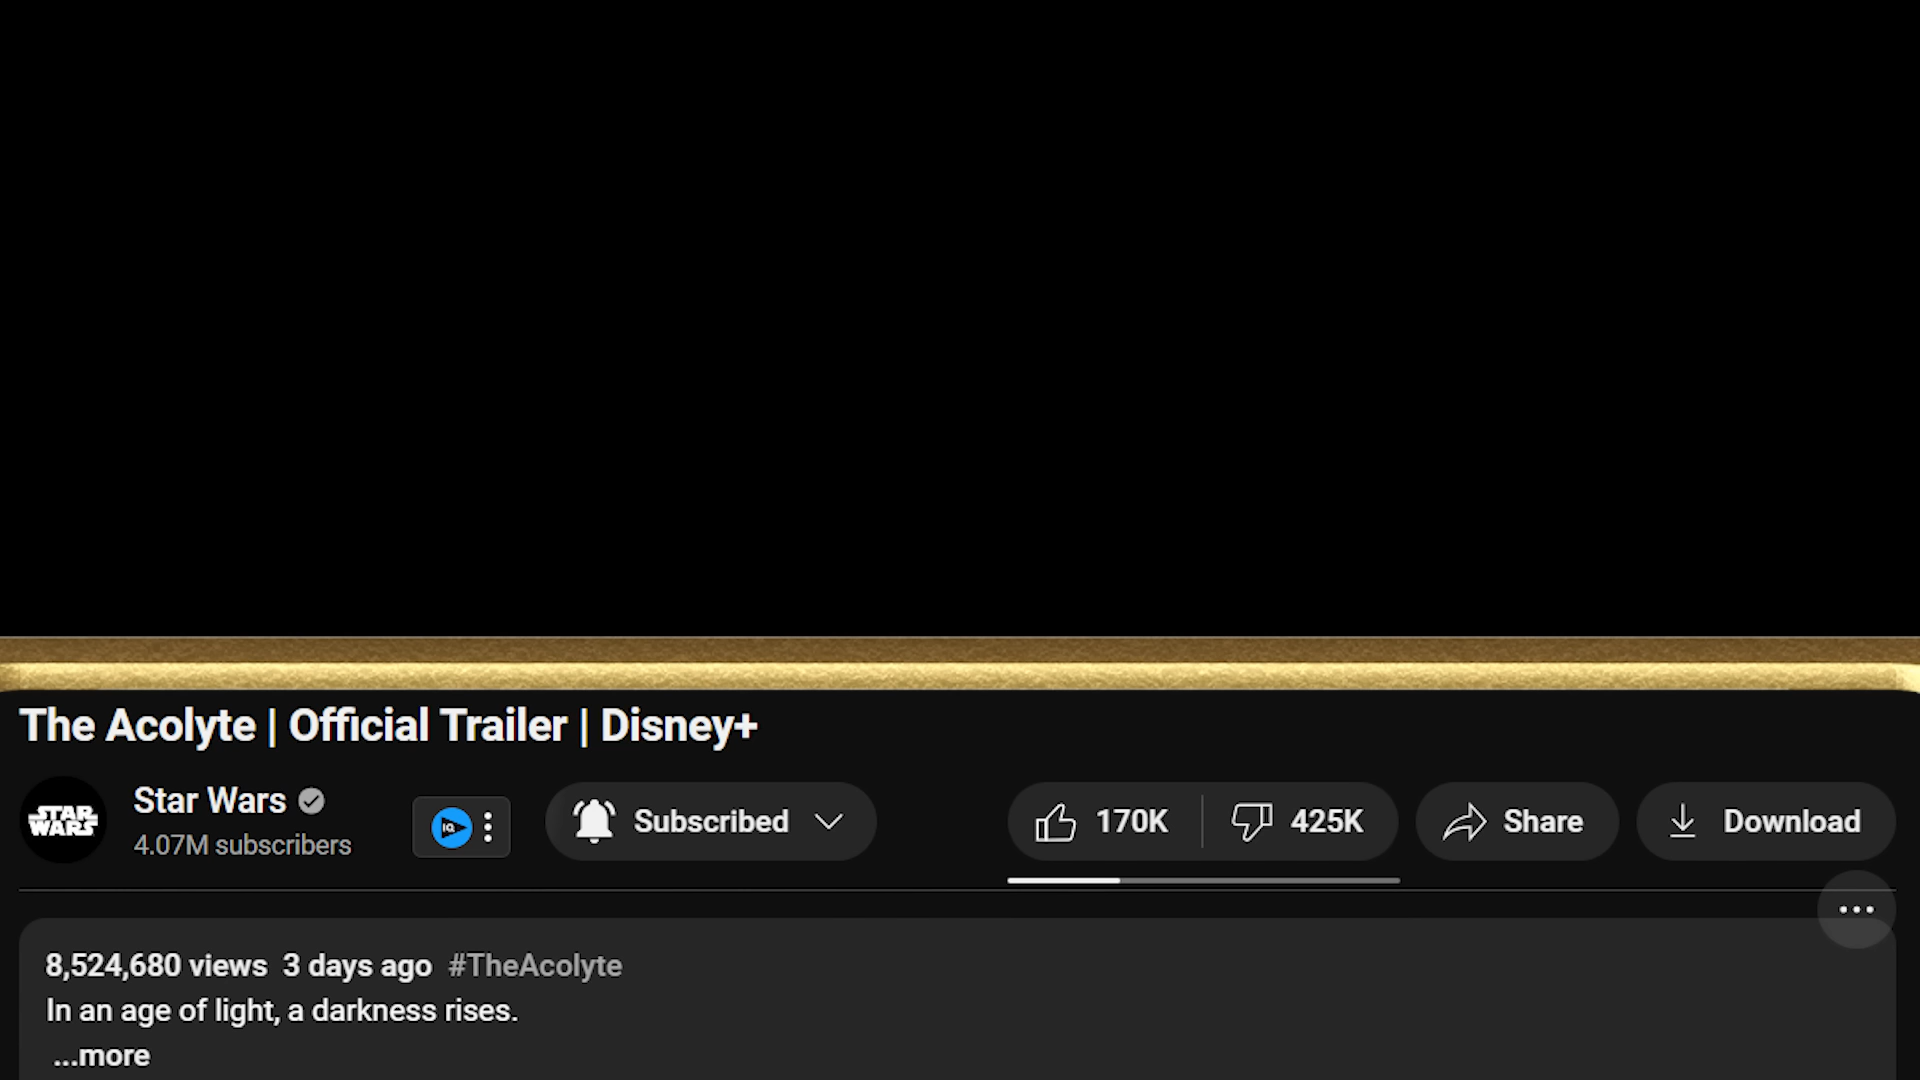 The Acolyte | Official Trailer | Disney+
STAR WARS
Star Wars
4.07M subscribers
IQ
Subscribed
170K
425K
Share
Download
8,524,680 views 3 days ago #TheAcolyte
In an age of light, a darkness rises.
...more